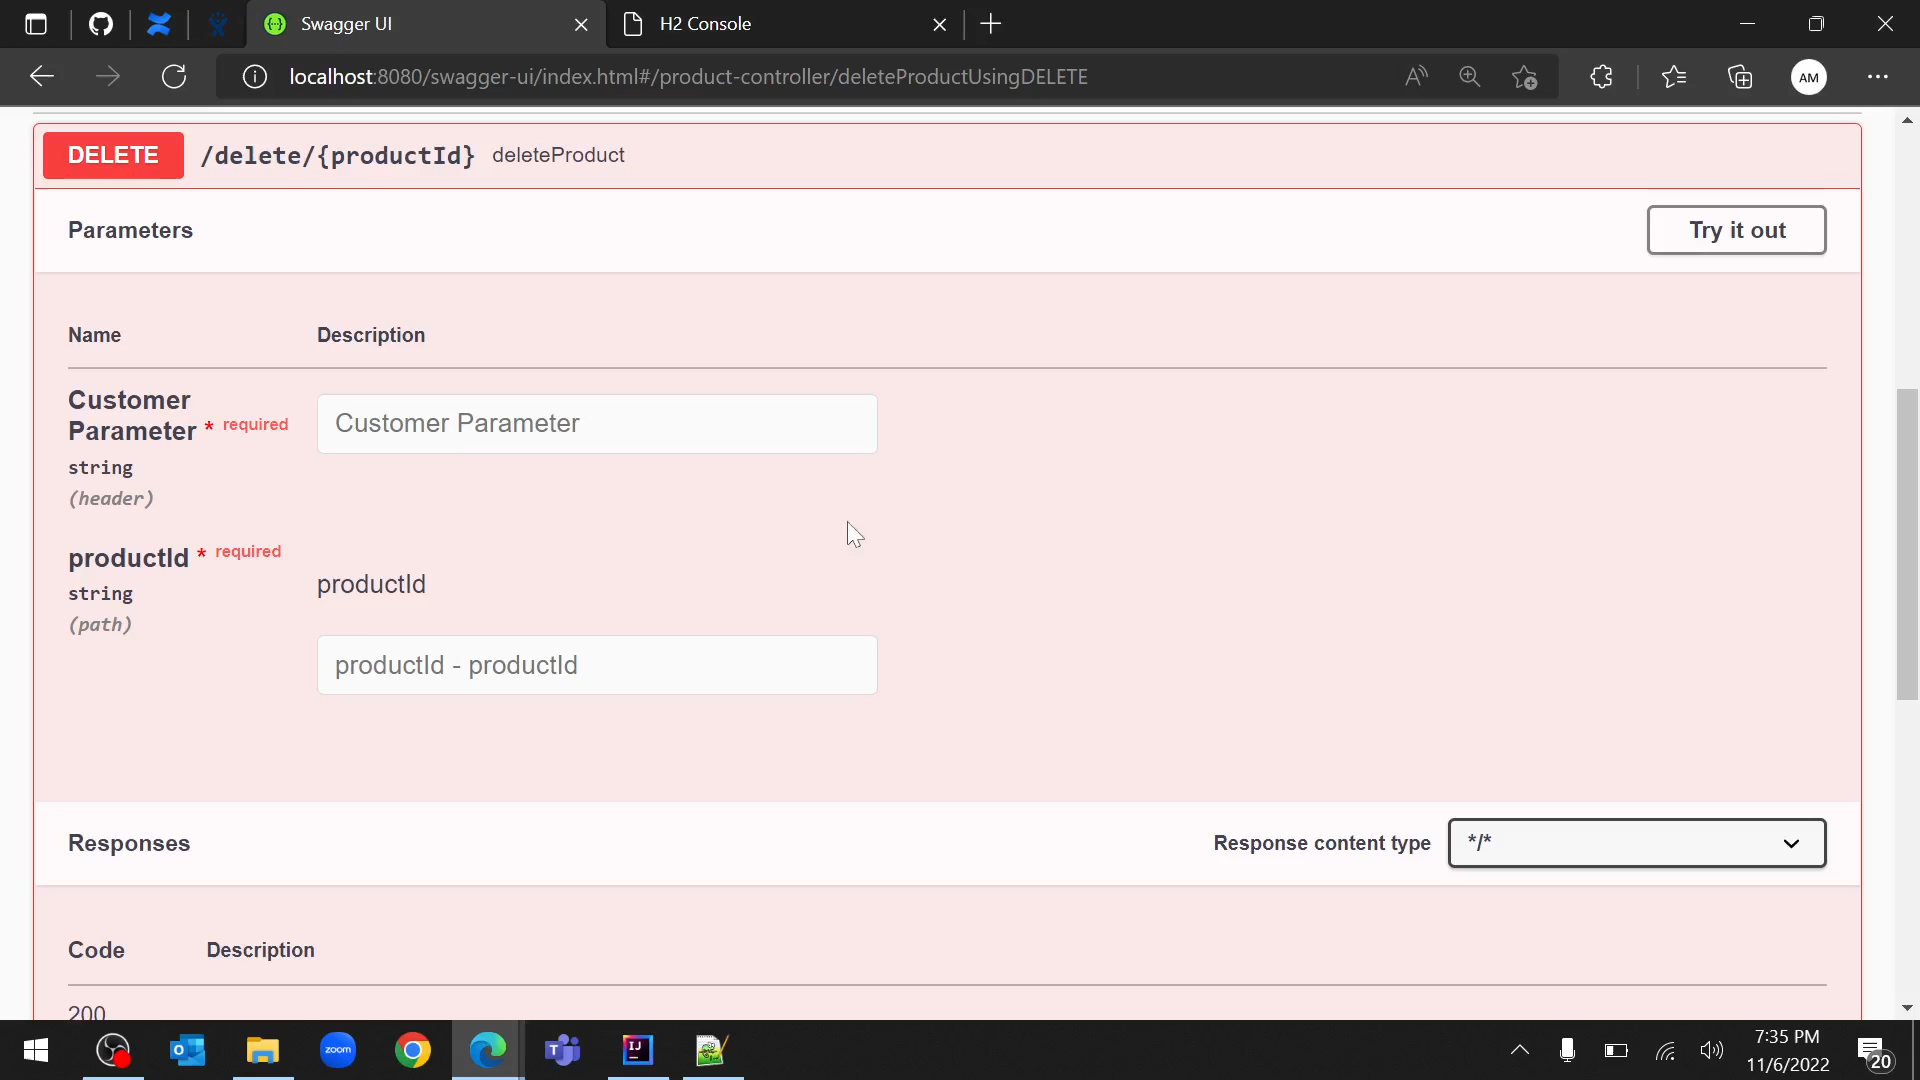 Swagger UI
H2 Console
localhost:8080/swagger-ui/index.html#/product-controller/deleteProductUsingDELETE
AM
DELETE /delete/{productId} deleteProduct
Parameters
Try it out
Name Description
Customer
Parameter * required
string
(header)
Customer Parameter
productId * required
string
(path)
productId
productId - productId
Responses
Response content type
*/*
Code Description
200
zoom
7:35 PM
11/6/2022
20